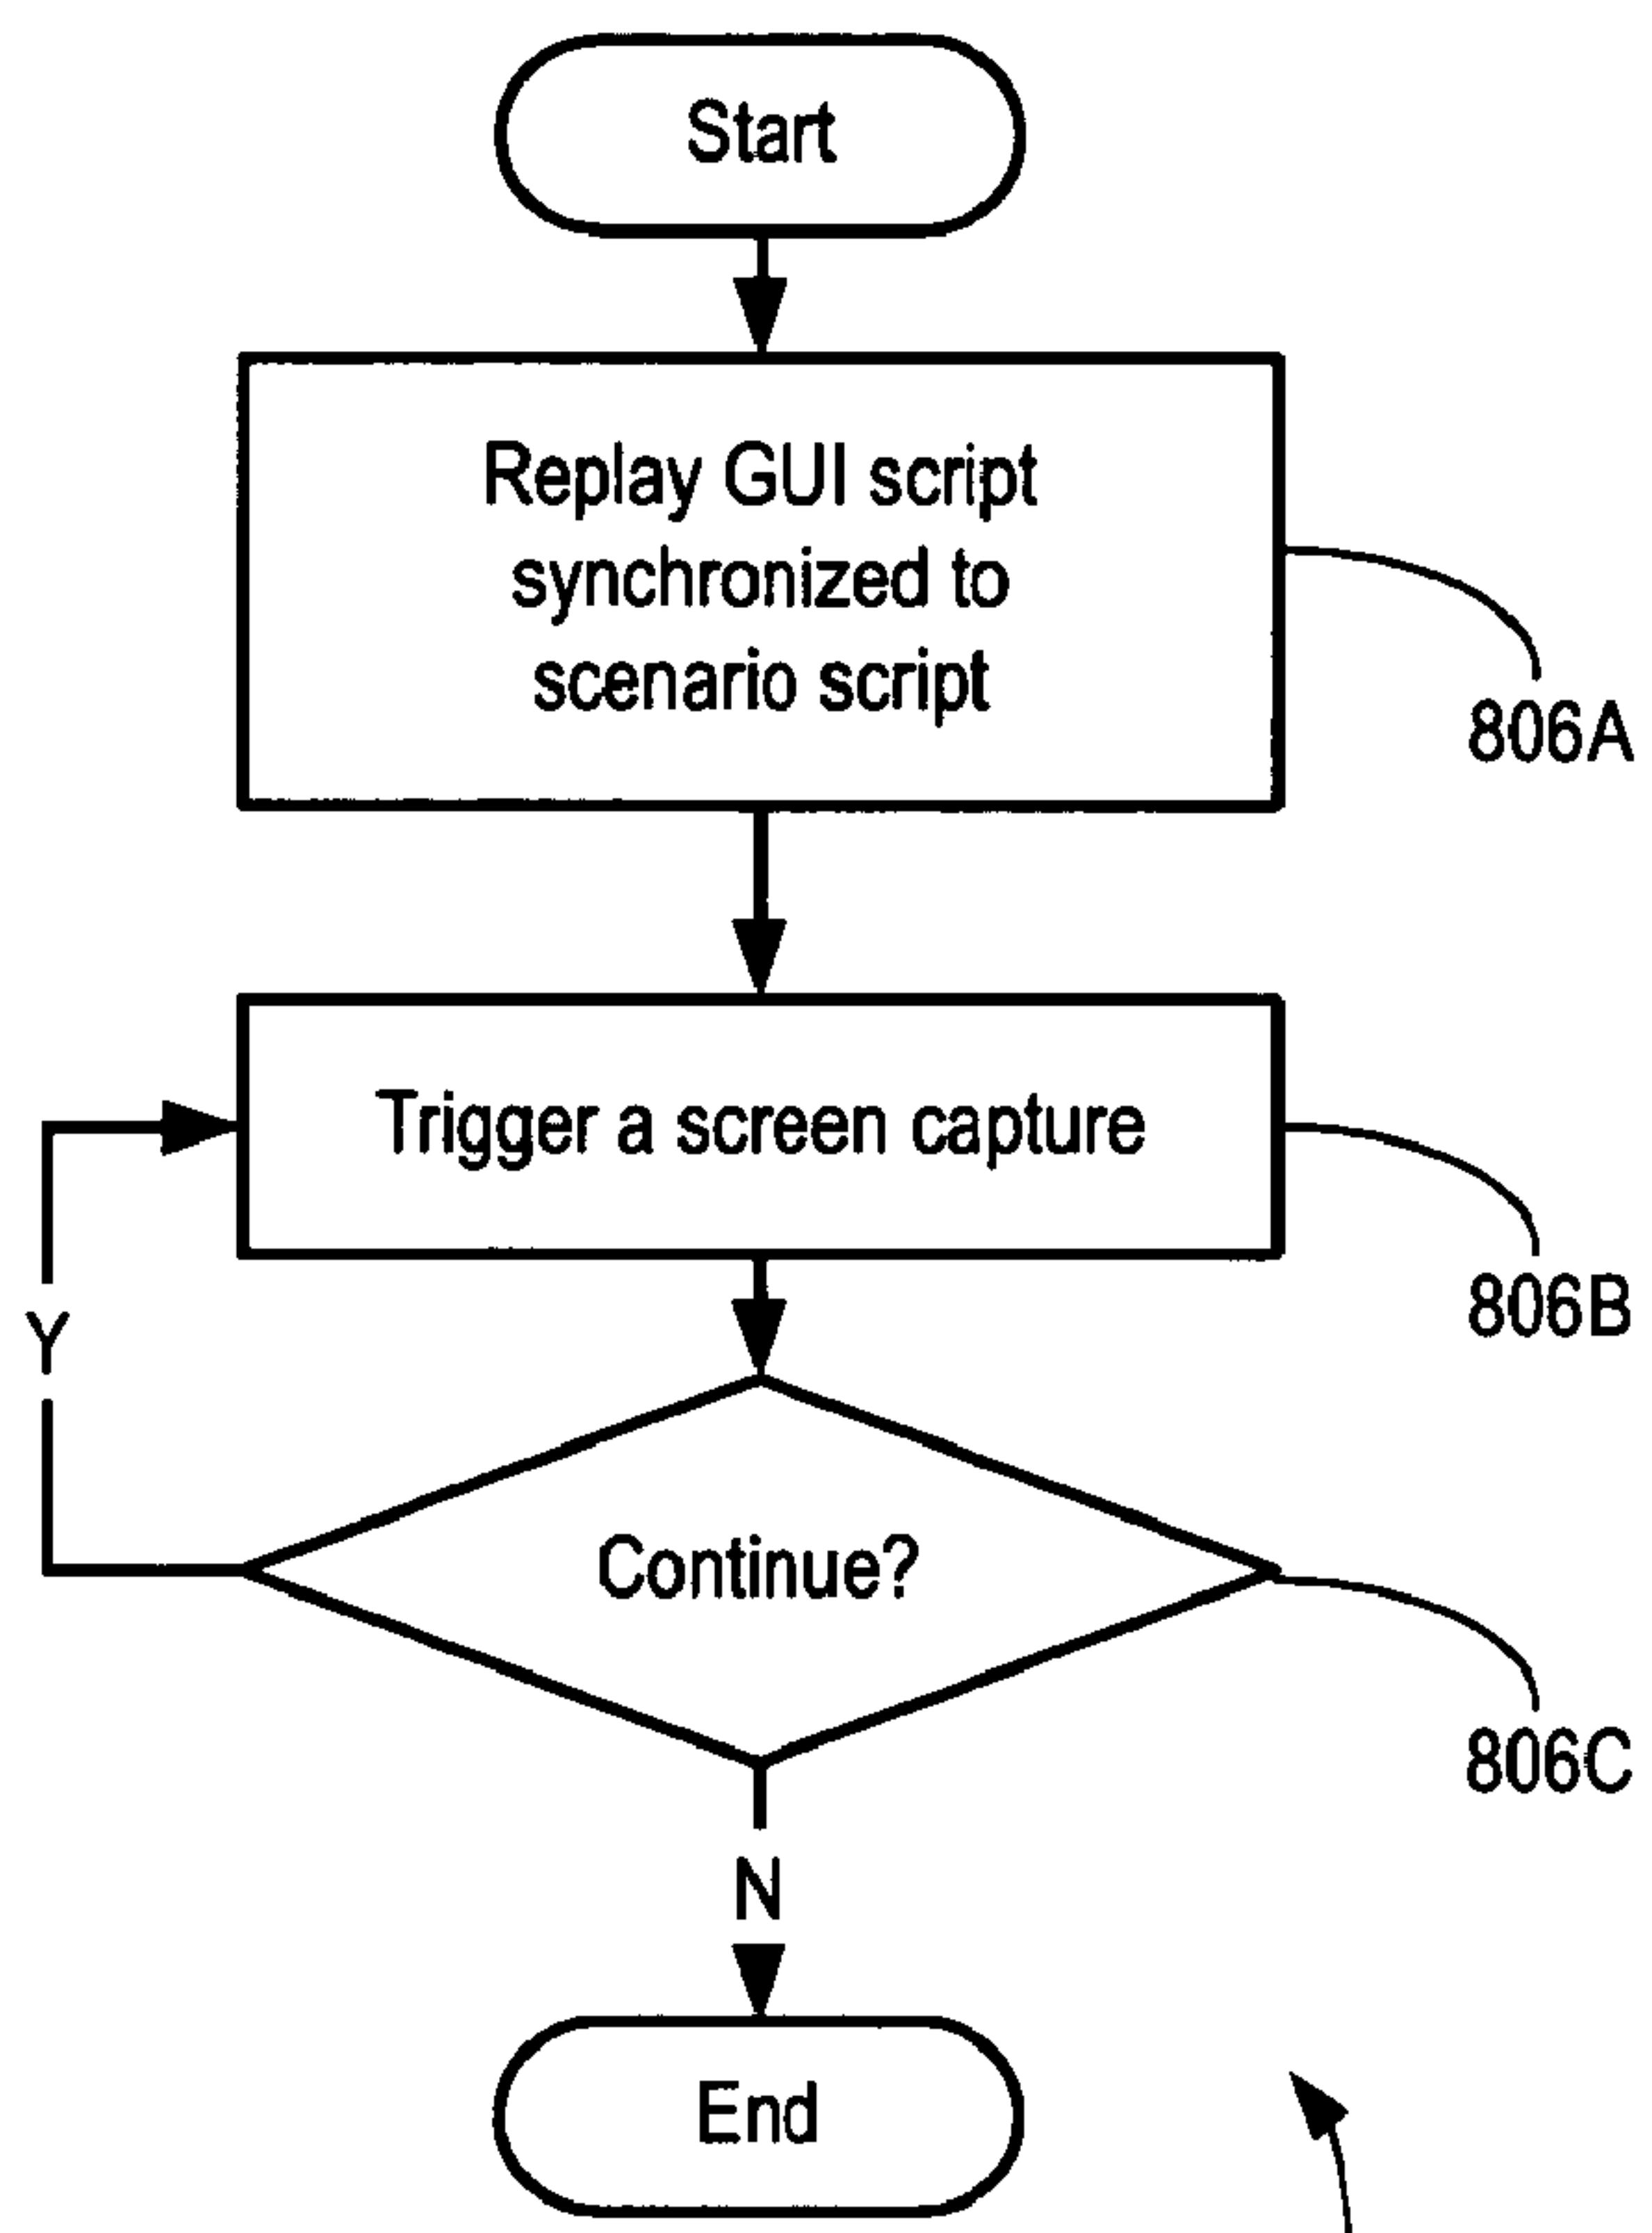 Start
Replay GUI script
synchronized to
scenario script
806A
Trigger a screen capture
806B
Y
Continue?
806C
N
End